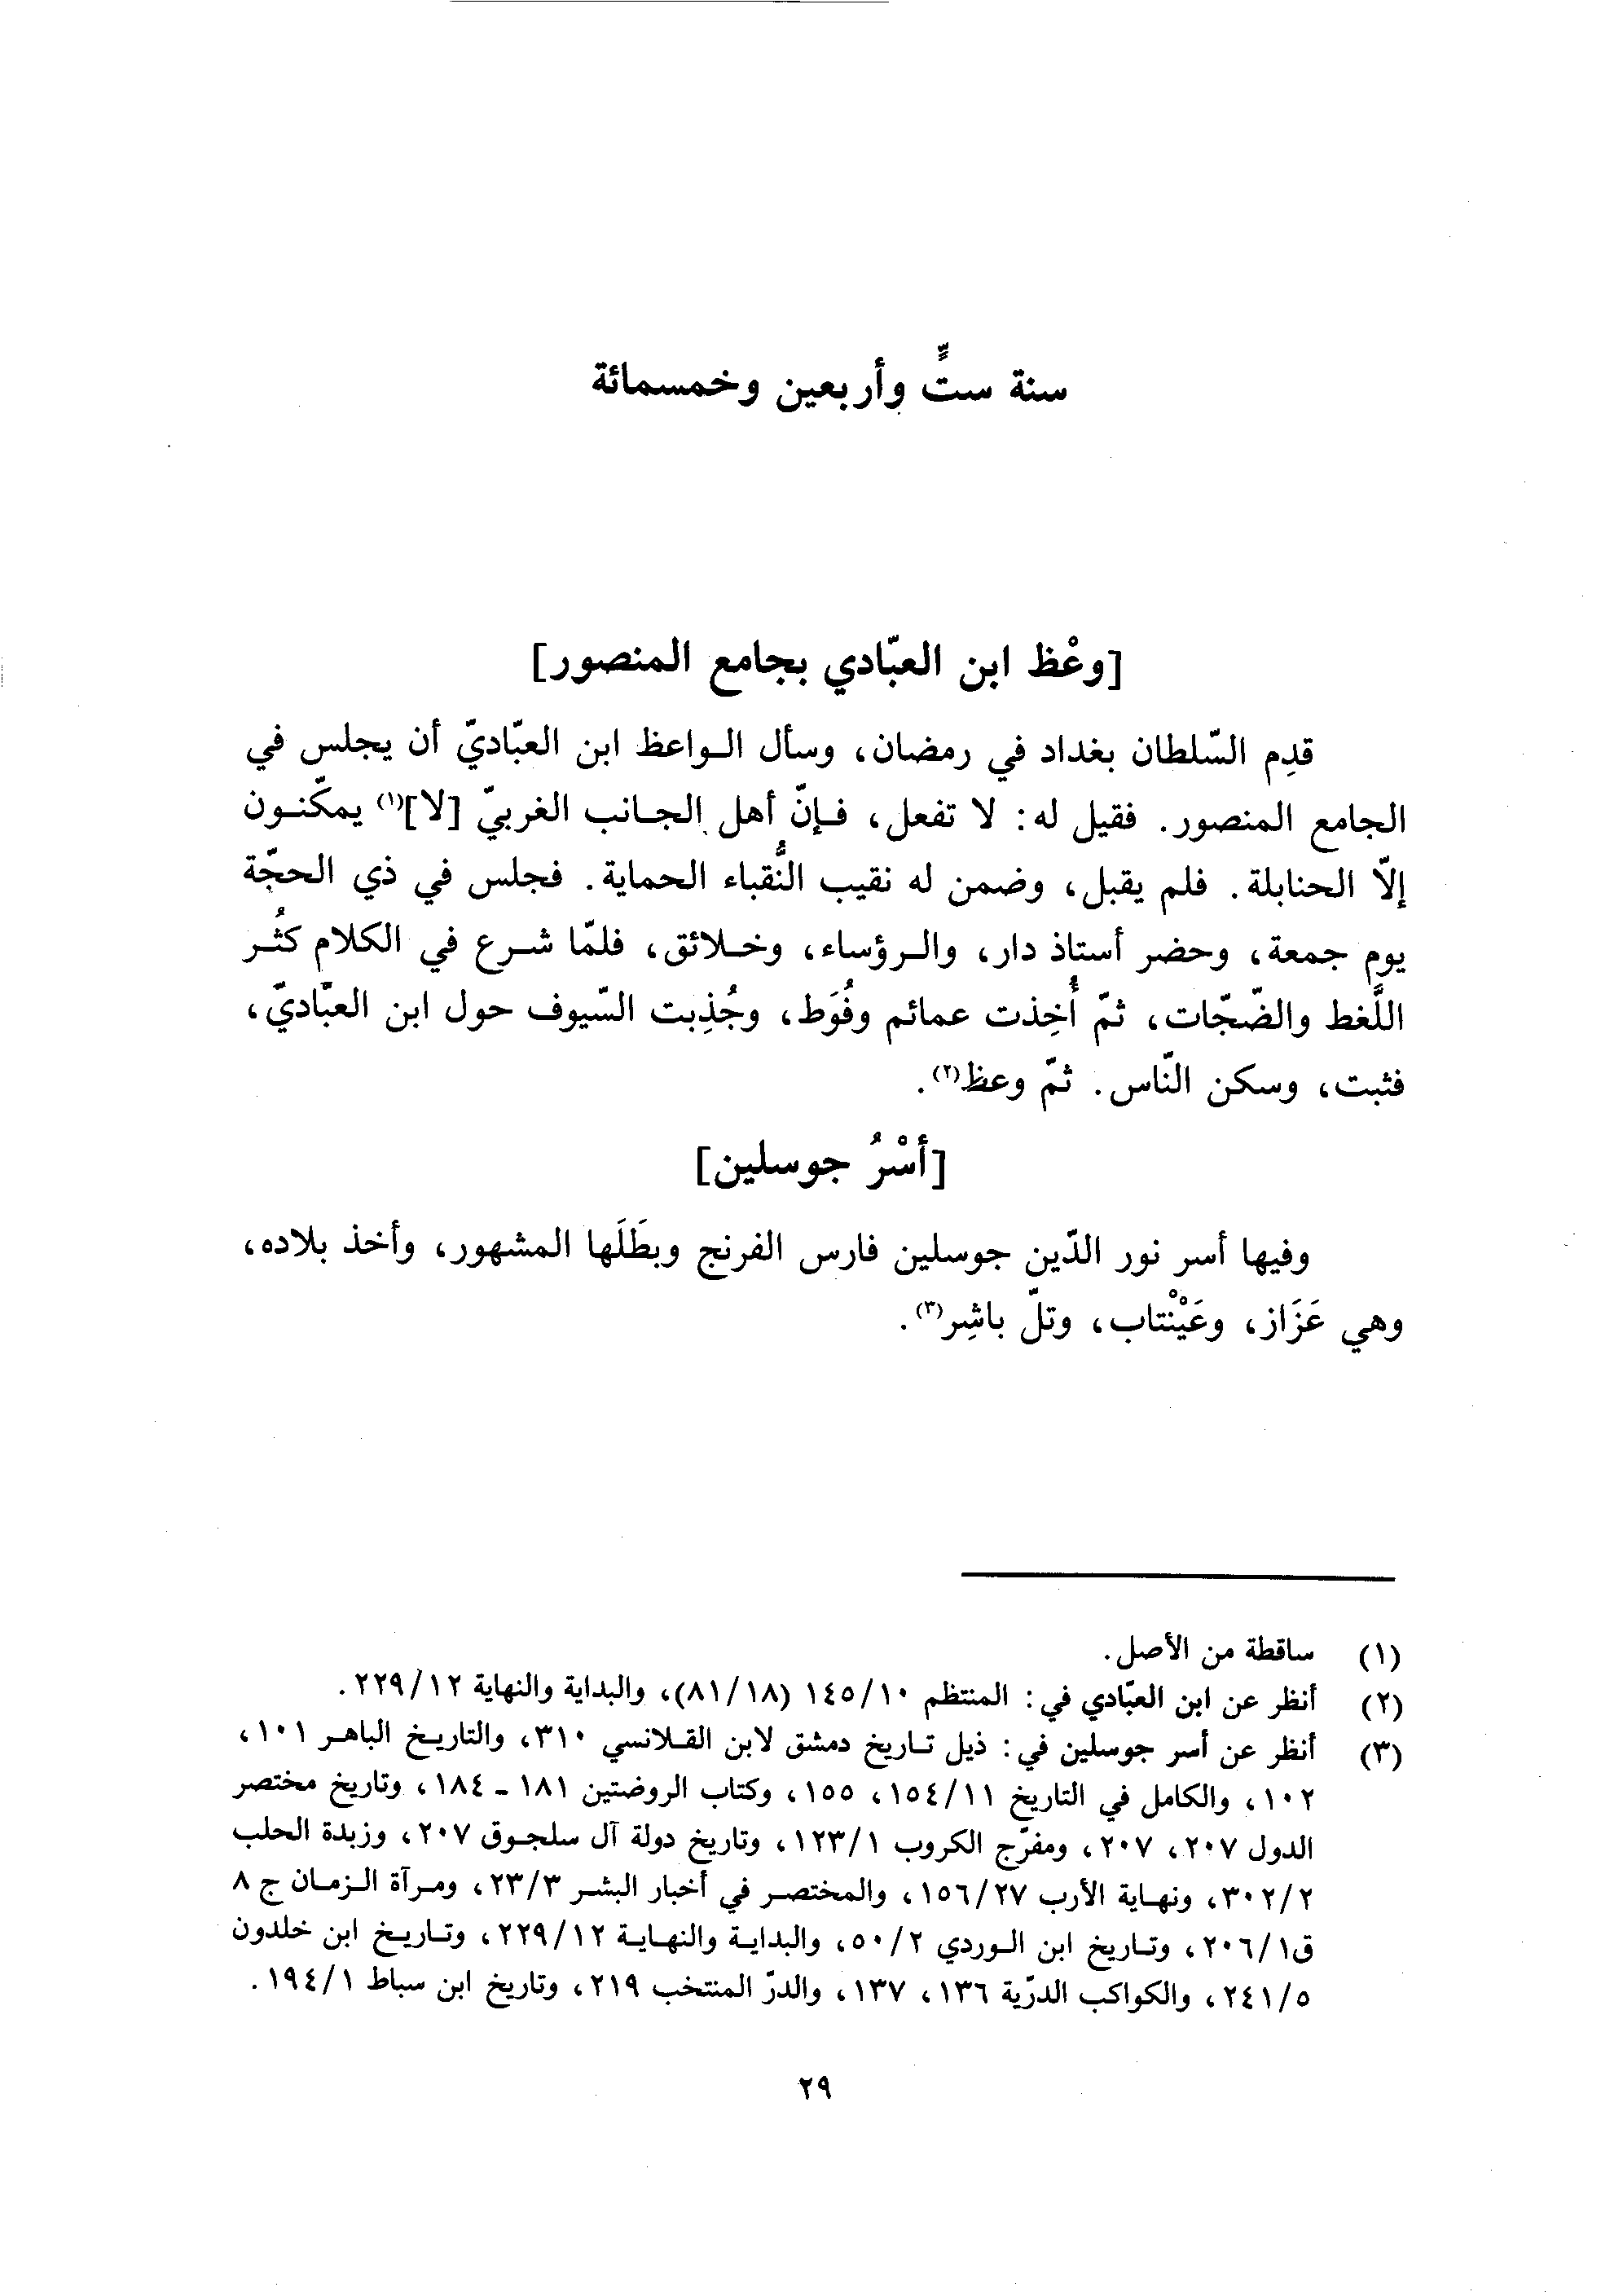 سنة ستٍّ وأربعين وخمسمائة
[وعْظ ابن العبّادي بجامع المنصور]
قدِم السّلطان بغداد في رمضان، وسأل الواعظ ابن العبّاديّ أن يجلس في
الجامع المنصور. فقيل له: لا تفعل، فإنّ أهل الجانب الغربيّ [لا](١) يمكّنون
إلّا الحنابلة. فلم يقبل، وضمن له نقيب النُّقباء الحماية. فجلس في ذي الحجّة
يوم جمعة، وحضر أستاذ دار، والرؤساء، وخلائق، فلمّا شرع في الكلام كثُر
اللَّغط والضّجّات، ثمّ أُخِذت عمائم وفُوَط، وجُذِبت السّيوف حول ابن العبّاديّ،
فثبت، وسكن النّاس. ثمّ وعظ(٢).
[أسْرُ جوسلين]
وفيها أسر نور الدّين جوسلين فارس الفرنج وبطَلَها المشهور، وأخذ بلاده،
وهي عَزَاز، وعَيْنْتاب، وتلّ باشِر(٣).
(١) ساقطة من الأصل.
(٢) أنظر عن ابن العبّادي في: المنتظم ١٤٥/١٠ (٨١/١٨)، والبداية والنهاية ٢٢٩/١٢.
(٣) أنظر عن أسر جوسلين في: ذيل تاريخ دمشق لابن القلانسي ٣١٠، والتاريخ الباهر ١٠١،
١٠٢، والكامل في التاريخ ١٥٤/١١، ١٥٥، وكتاب الروضتين ١٨١ ـ ١٨٤، وتاريخ مختصر
الدول ٢٠٧، ٢٠٧، ومفرّج الكروب ١٢٣/١، وتاريخ دولة آل سلجوق ٢٠٧، وزبدة الحلب
٣٠٢/٢، ونهاية الأرب ١٥٦/٢٧، والمختصر في أخبار البشر ٢٣/٣، ومرآة الزمان ج ٨
ق٢٠٦/١، وتاريخ ابن الوردي ٥٠/٢، والبداية والنهاية ٢٢٩/١٢، وتاريخ ابن خلدون
٢٤١/٥، والكواكب الدرّية ١٣٦، ١٣٧، والدرّ المنتخب ٢١٩، وتاريخ ابن سباط ١٩٤/١.
٢٩